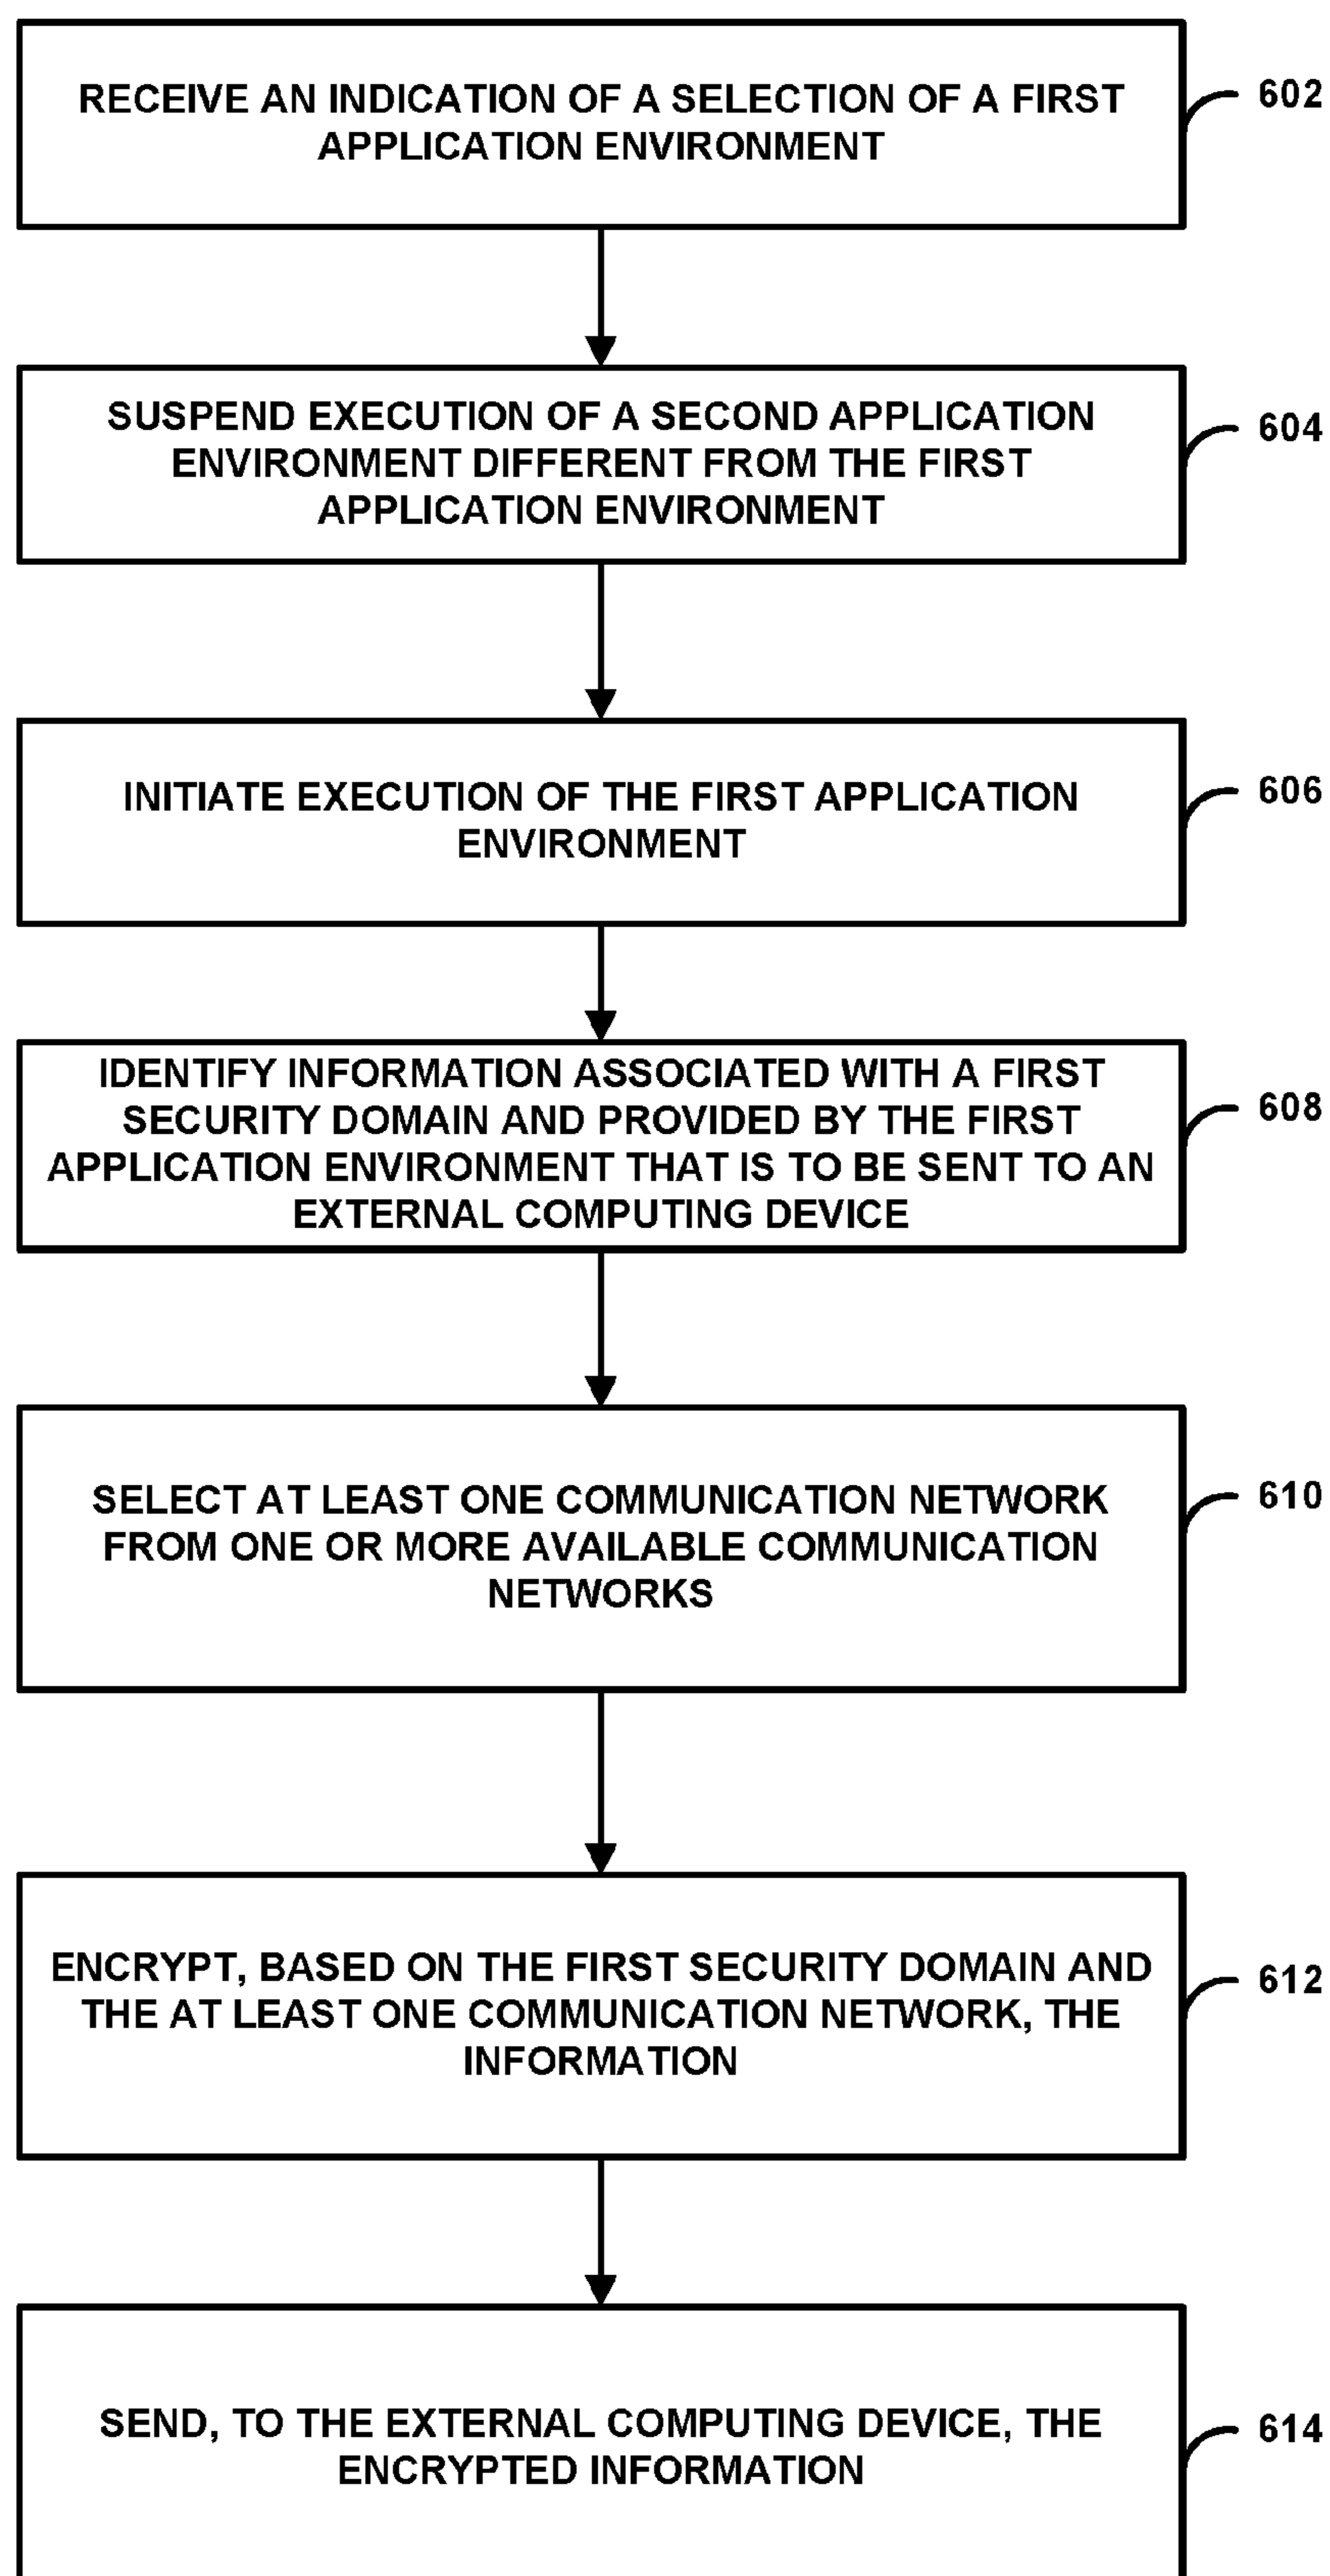 RECEIVE AN INDICATION OF A SELECTION OF A FIRST
APPLICATION ENVIRONMENT
602
SUSPEND EXECUTION OF A SECOND APPLICATION
ENVIRONMENT DIFFERENT FROM THE FIRST
APPLICATION ENVIRONMENT
604
INITIATE EXECUTION OF THE FIRST APPLICATION
ENVIRONMENT
606
IDENTIFY INFORMATION ASSOCIATED WITH A FIRST
SECURITY DOMAIN AND PROVIDED BY THE FIRST
APPLICATION ENVIRONMENT THAT IS TO BE SENT TO AN
EXTERNAL COMPUTING DEVICE
608
SELECT AT LEAST ONE COMMUNICATION NETWORK
FROM ONE OR MORE AVAILABLE COMMUNICATION
NETWORKS
610
ENCRYPT, BASED ON THE FIRST SECURITY DOMAIN AND
THE AT LEAST ONE COMMUNICATION NETWORK, THE
INFORMATION
612
SEND, TO THE EXTERNAL COMPUTING DEVICE, THE
ENCRYPTED INFORMATION
614